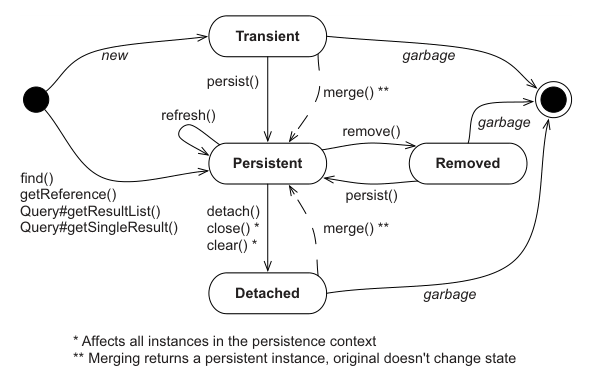 Transient
new
garbage
persist()
merge() **
refresh()
remove()
garbage
Persistent
Removed
persist()
find()
getReference()
Query#getResultList()
Query#getSingleResult()
detach()
close() *
clear() *
merge() **
Detached
garbage
* Affects all instances in the persistence context
** Merging returns a persistent instance, original doesn't change state